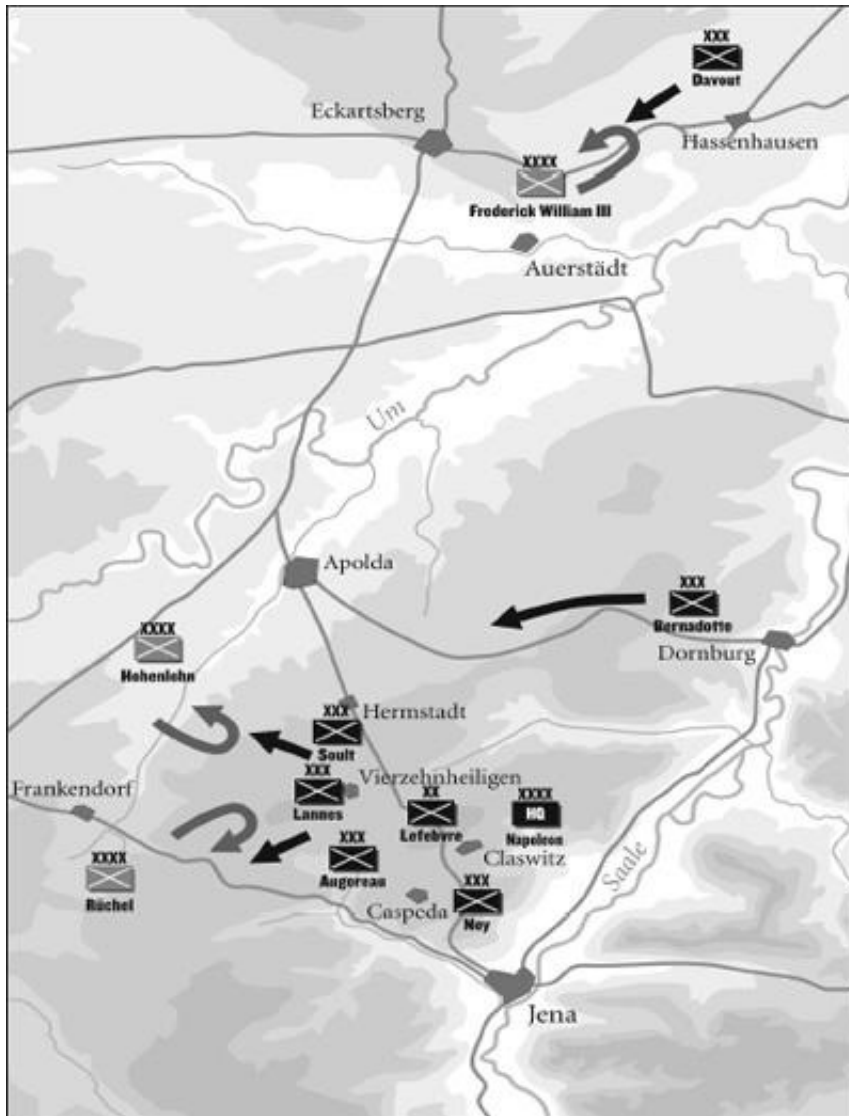 XXX
Davout
Eckartsberg
Hassenhausen
XXXX
Frederick William III
Auerstädt
Um
Apolda
XXX
Bernadotte
Dornburg
XXXX
Hohenlohn
Hermstadt
XXX
Soult
Vierzehnheiligen
XXX
Lannes
Frankendorf
XX
Lefebvre
XXXX
HQ
Napoleon
Claswitz
Saale
XXX
Augereau
XXXX
Rüchel
Caspeda
XXX
Ney
Jena